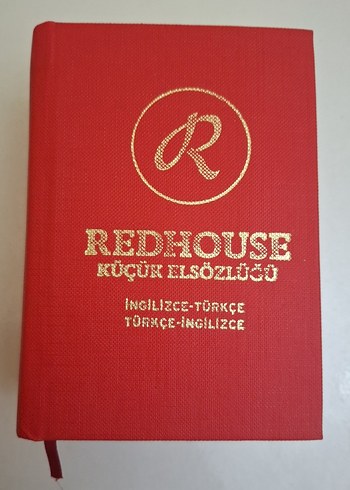 R
REDHOUSE
KÜÇÜK ELSÖZLÜĞÜ
İNGİLİZCE-TÜRKÇE
TÜRKÇE-İNGİLİZCE